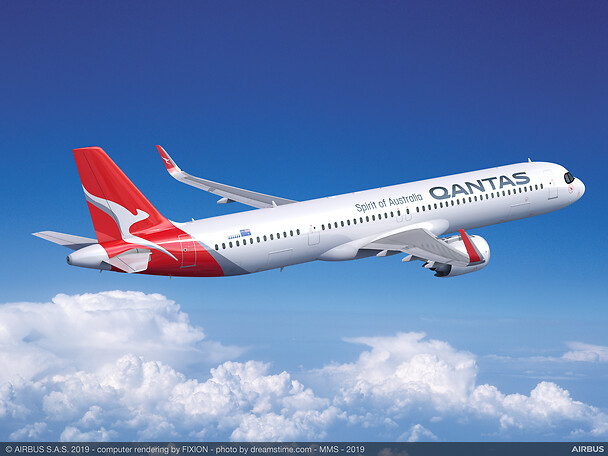 Spirit of Australia QANTAS
© AIRBUS S.A.S. 2019 - computer rendering by FIXION - photo by dreamstime.com - MMS - 2019
AIRBUS